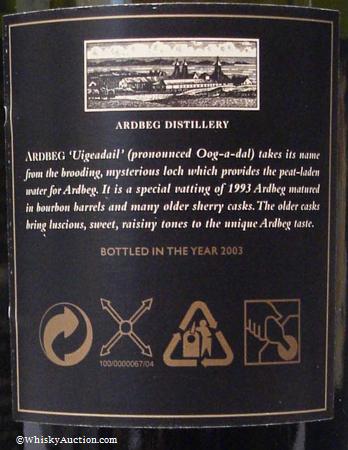 ARDBEG DISTILLERY
ARDBEG ‘Uigeadail’ (pronounced Oog-a-dal) takes its name
from the brooding, mysterious loch which provides the peat-laden
water for Ardbeg. It is a special vatting of 1993 Ardbeg matured
in bourbon barrels and many older sherry casks. The older casks
bring luscious, sweet, raisiny tones to the unique Ardbeg taste.
BOTTLED IN THE YEAR 2003
100/0000067/04
©WhiskyAuction.com